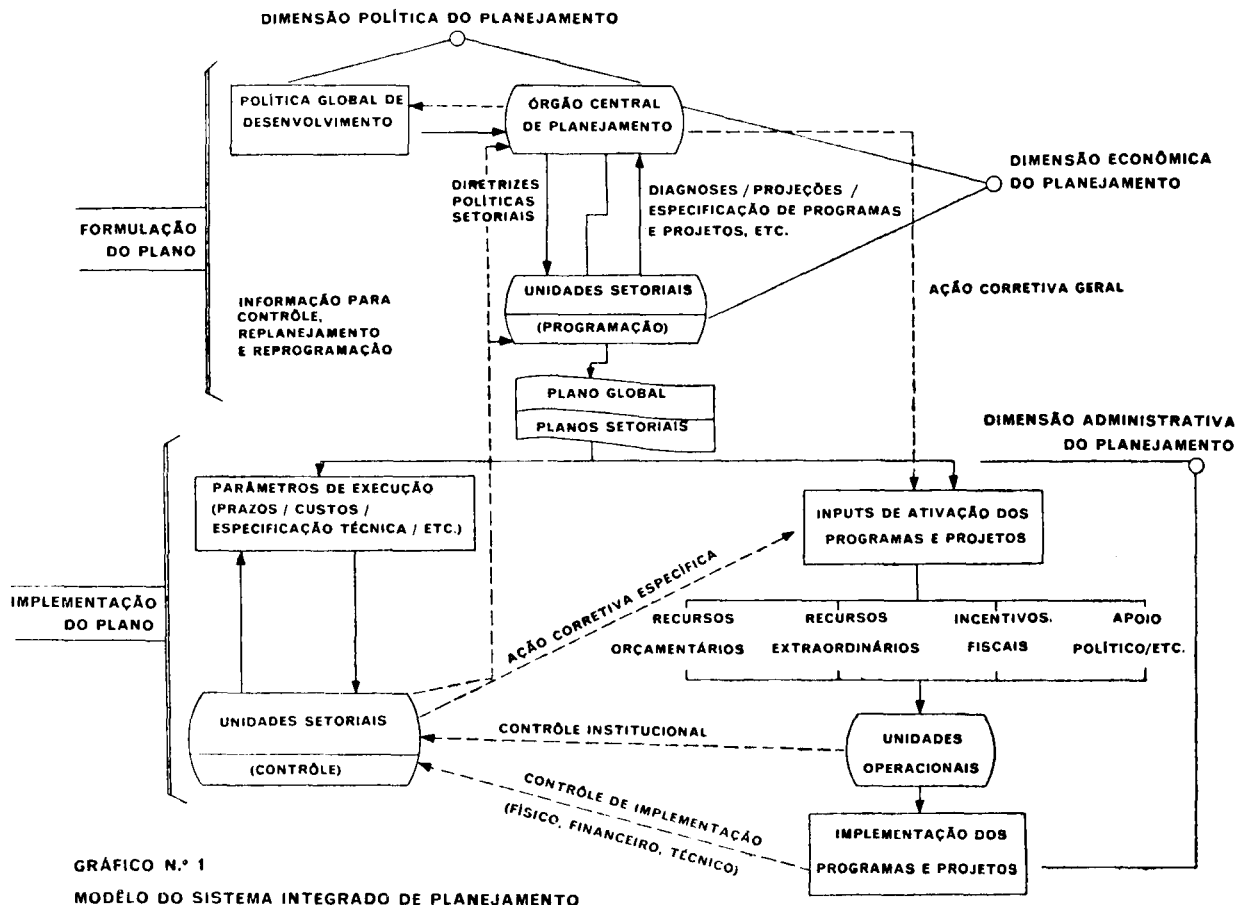 DIMENSÃO POLÍTICA DO PLANEJAMENTO
POLÍTICA GLOBAL DE
DESENVOLVIMENTO
ÓRGÃO CENTRAL
DE PLANEJAMENTO
DIMENSÃO ECONÔMICA
DO PLANEJAMENTO
DIRETRIZES
POLÍTICAS
SETORIAIS
DIAGNOSES / PROJEÇÕES /
ESPECIFICAÇÃO DE PROGRAMAS
E PROJETOS, ETC.
FORMULAÇÃO
DO PLANO
UNIDADES SETORIAIS
(PROGRAMAÇÃO)
AÇÃO CORRETIVA GERAL
INFORMAÇÃO PARA
CONTRÔLE,
REPLANEJAMENTO
E REPROGRAMAÇÃO
PLANO GLOBAL
PLANOS SETORIAIS
DIMENSÃO ADMINISTRATIVA
DO PLANEJAMENTO
PARÂMETROS DE EXECUÇÃO
(PRAZOS / CUSTOS /
ESPECIFICAÇÃO TÉCNICA / ETC.)
INPUTS DE ATIVAÇÃO DOS
PROGRAMAS E PROJETOS
AÇÃO CORRETIVA ESPECÍFICA
IMPLEMENTAÇÃO
DO PLANO
RECURSOS
ORÇAMENTÁRIOS
RECURSOS
EXTRAORDINÁRIOS
INCENTIVOS.
FISCAIS
APOIO
POLÍTICO/ETC.
UNIDADES SETORIAIS
(CONTRÔLE)
CONTRÔLE INSTITUCIONAL
UNIDADES
OPERACIONAIS
CONTRÔLE DE IMPLEMENTAÇÃO
(FÍSICO, FINANCEIRO, TÉCNICO)
IMPLEMENTAÇÃO DOS
PROGRAMAS E PROJETOS
GRÁFICO N.º 1
MODÊLO DO SISTEMA INTEGRADO DE PLANEJAMENTO